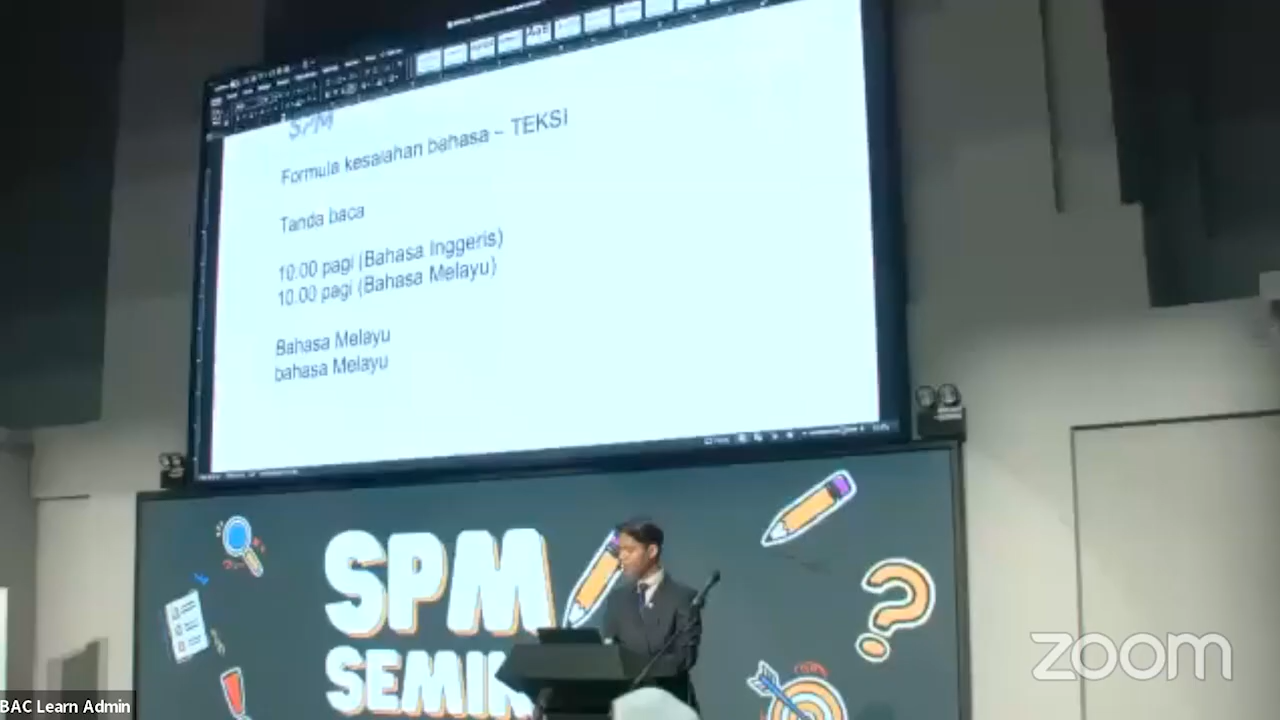 SPM
Formula kesalahan bahasa – TEKSI
Tanda baca
10.00 pagi (Bahasa Inggeris)
10.00 pagi (Bahasa Melayu)
Bahasa Melayu
bahasa Melayu
SPM
SEMIN
zoom
BAC Learn Admin